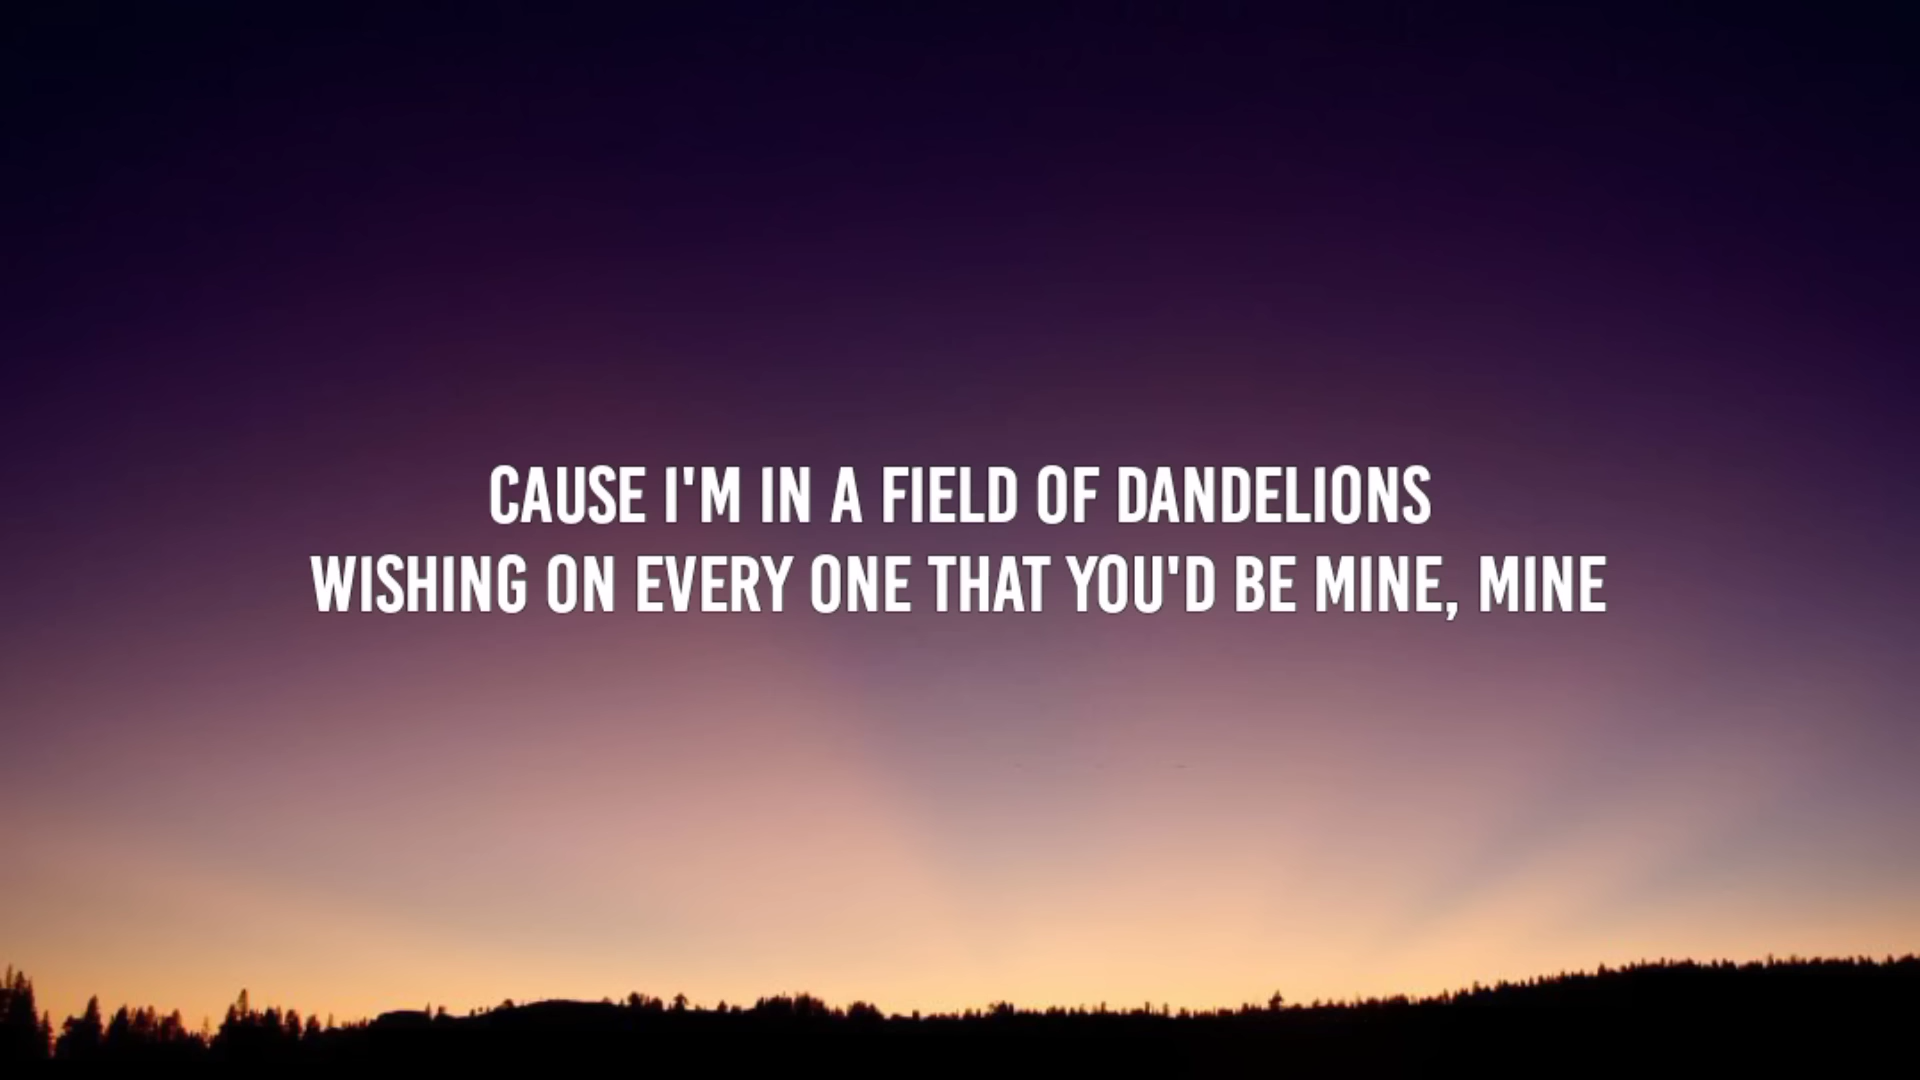 CAUSE I'M IN A FIELD OF DANDELIONS
WISHING ON EVERY ONE THAT YOU'D BE MINE, MINE